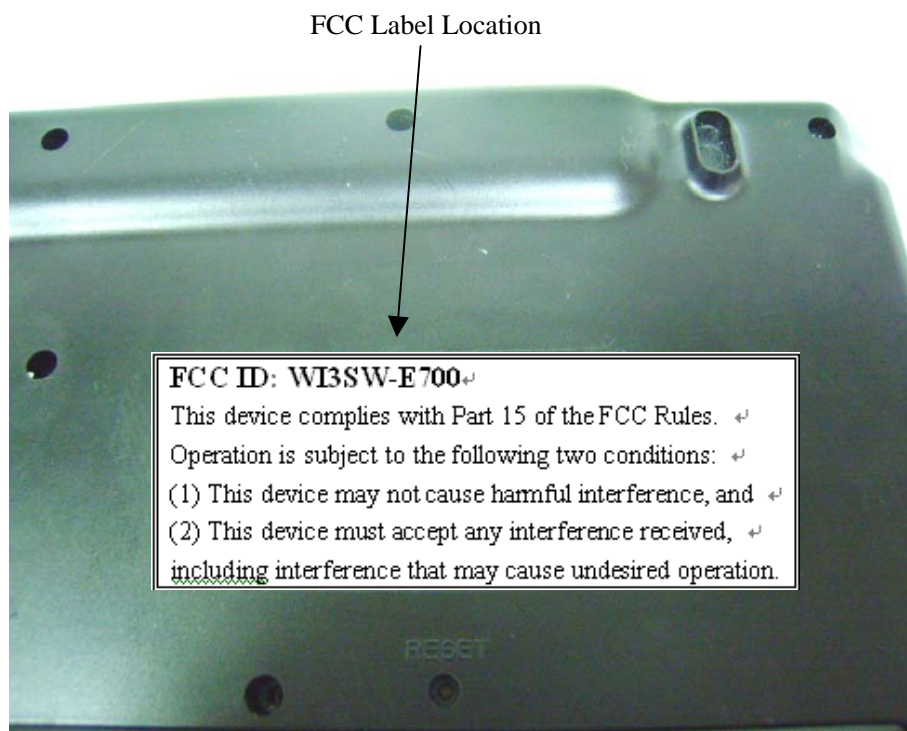 FCC Label Location
FCC ID: WI3SW-E700
This device complies with Part 15 of the FCC Rules.
Operation is subject to the following two conditions:
(1) This device may not cause harmful interference, and
(2) This device must accept any interference received,
including interference that may cause undesired operation.
RESET